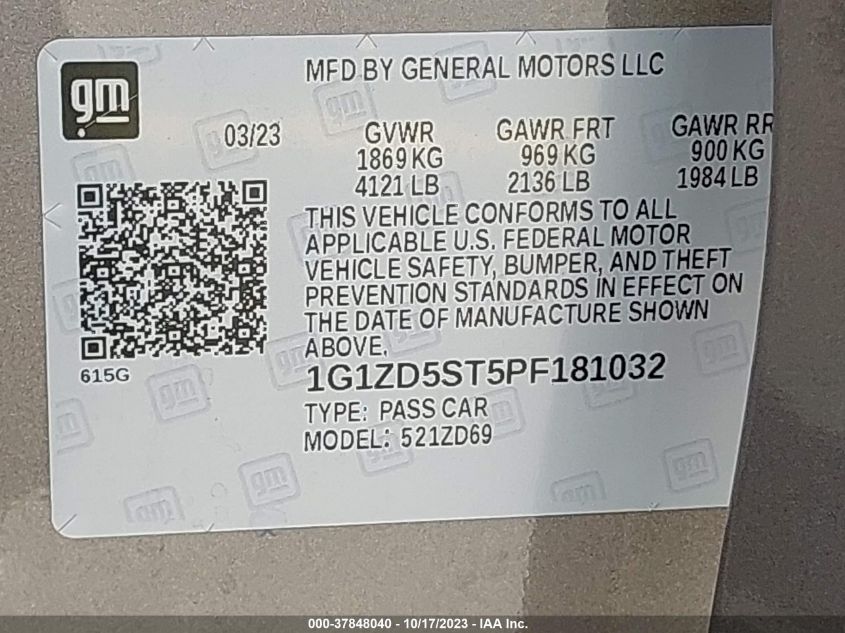 gm
MFD BY GENERAL MOTORS LLC
03/23
GVWR GAWR FRT GAWR RR
1869 KG 969 KG 900 KG
4121 LB 2136 LB 1984 LB
THIS VEHICLE CONFORMS TO ALL
APPLICABLE U.S. FEDERAL MOTOR
VEHICLE SAFETY, BUMPER, AND THEFT
PREVENTION STANDARDS IN EFFECT ON
THE DATE OF MANUFACTURE SHOWN
ABOVE.
615G
1G1ZD5ST5PF181032
TYPE: PASS CAR
MODEL: 521ZD69
000-37848040 - 10/17/2023 - IAA Inc.